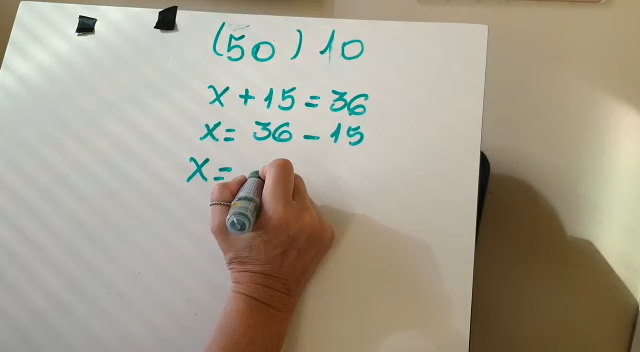 (50) 10
x + 15 = 36
x = 36 - 15
x =